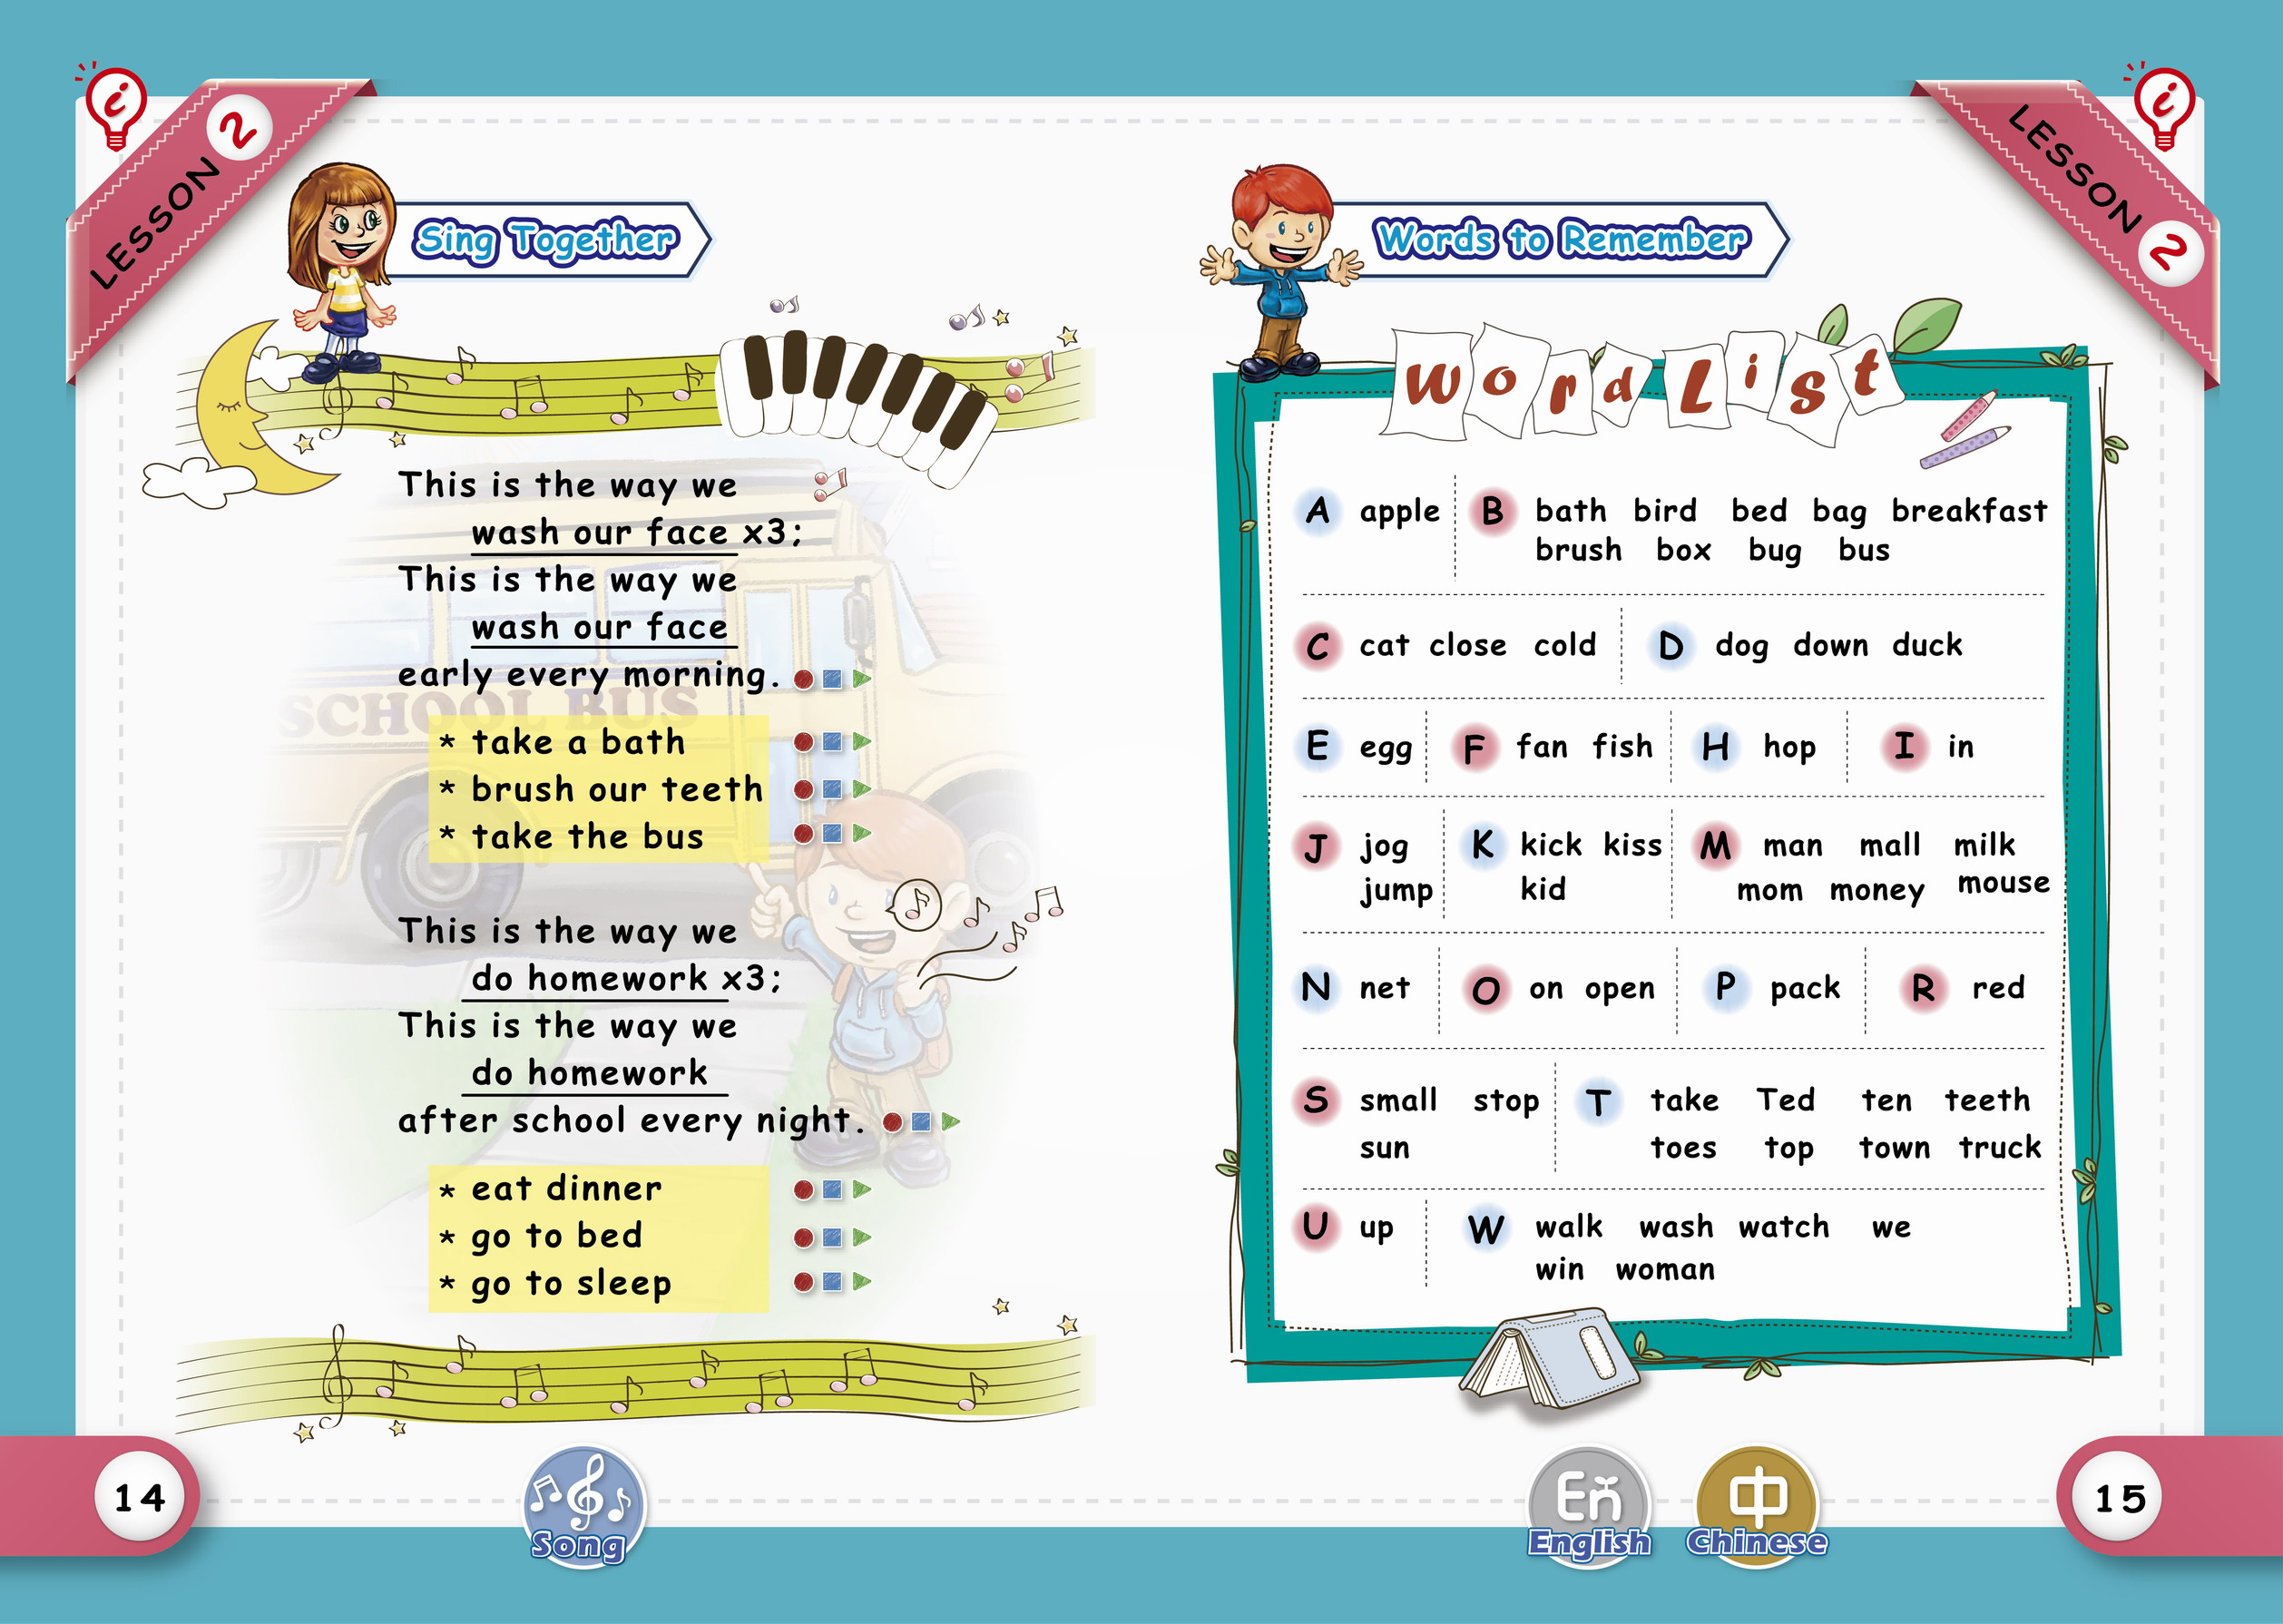 LESSON 2
Sing Together
This is the way we
wash our face x3;
This is the way we
wash our face
early every morning.
SCHOOL BUS
* take a bath
* brush our teeth
* take the bus
This is the way we
do homework x3;
This is the way we
do homework
after school every night.
* eat dinner
* go to bed
* go to sleep
14
Song
LESSON 2
Words to Remember
Word List
A apple
B bath bird bed bag breakfast
brush box bug bus
C cat close cold
D dog down duck
E egg
F fan fish
H hop
I in
J jog
jump
K kick kiss
kid
M man mall milk
mom money mouse
N net
O on open
P pack
R red
S small stop
sun
T take Ted ten teeth
toes top town truck
U up
W walk wash watch we
win woman
En
English
中
Chinese
15